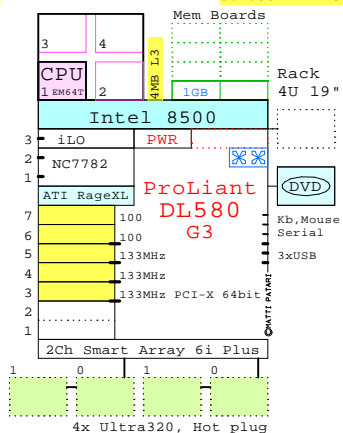 Mem Boards
3
4
4MB L3
CPU
1 EM64T
2
1GB
Rack
4U 19"
Intel 8500
3
iLO
PWR
2
NC7782
1
ATI RageXL
ProLiant
DL580
G3
DVD
7
100
Kb,Mouse
6
100
Serial
5
133MHz
3xUSB
4
133MHz
3
133MHz PCI-X 64bit
2
1
©MATTI PATARI
2Ch Smart Array 6i Plus
1
0
1
0
4x Ultra320, Hot plug